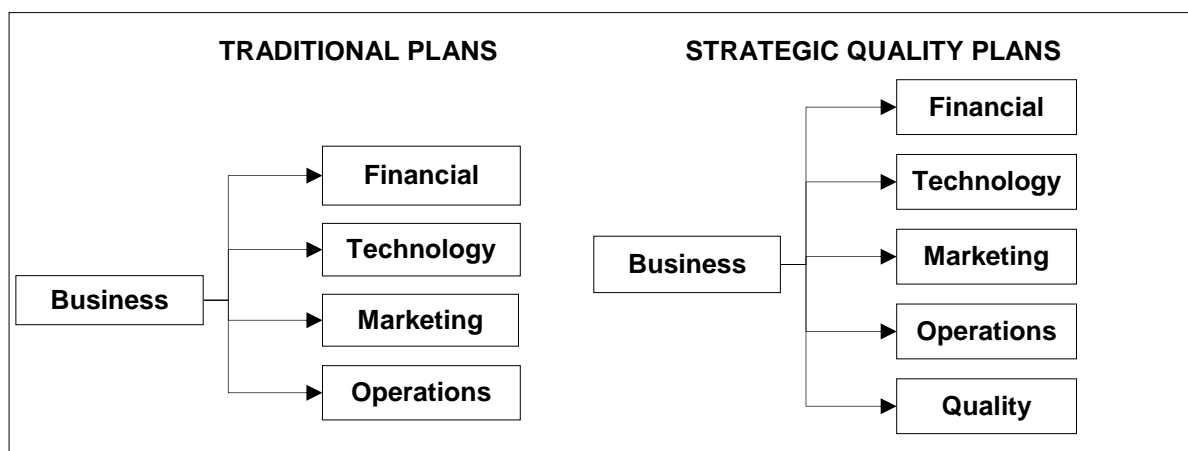 TRADITIONAL PLANS
Business
Financial
Technology
Marketing
Operations
STRATEGIC QUALITY PLANS
Business
Financial
Technology
Marketing
Operations
Quality